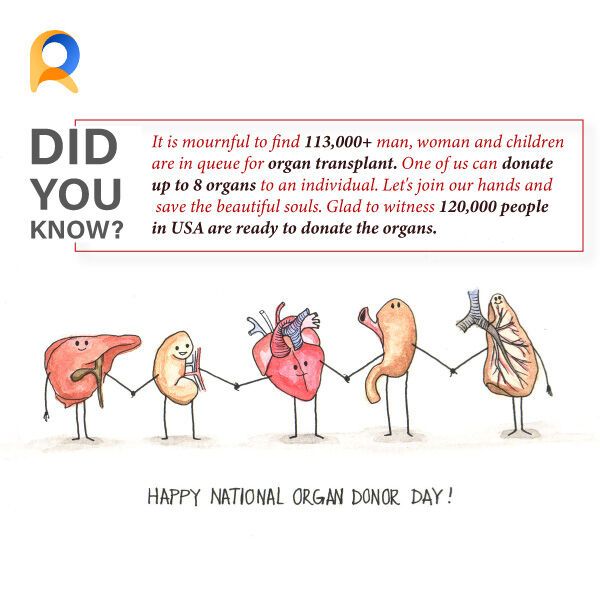 DID
YOU
KNOW?
It is mournful to find 113,000+ man, woman and children
are in queue for organ transplant. One of us can donate
up to 8 organs to an individual. Let's join our hands and
save the beautiful souls. Glad to witness 120,000 people
in USA are ready to donate the organs.
HAPPY NATIONAL ORGAN DONOR DAY!